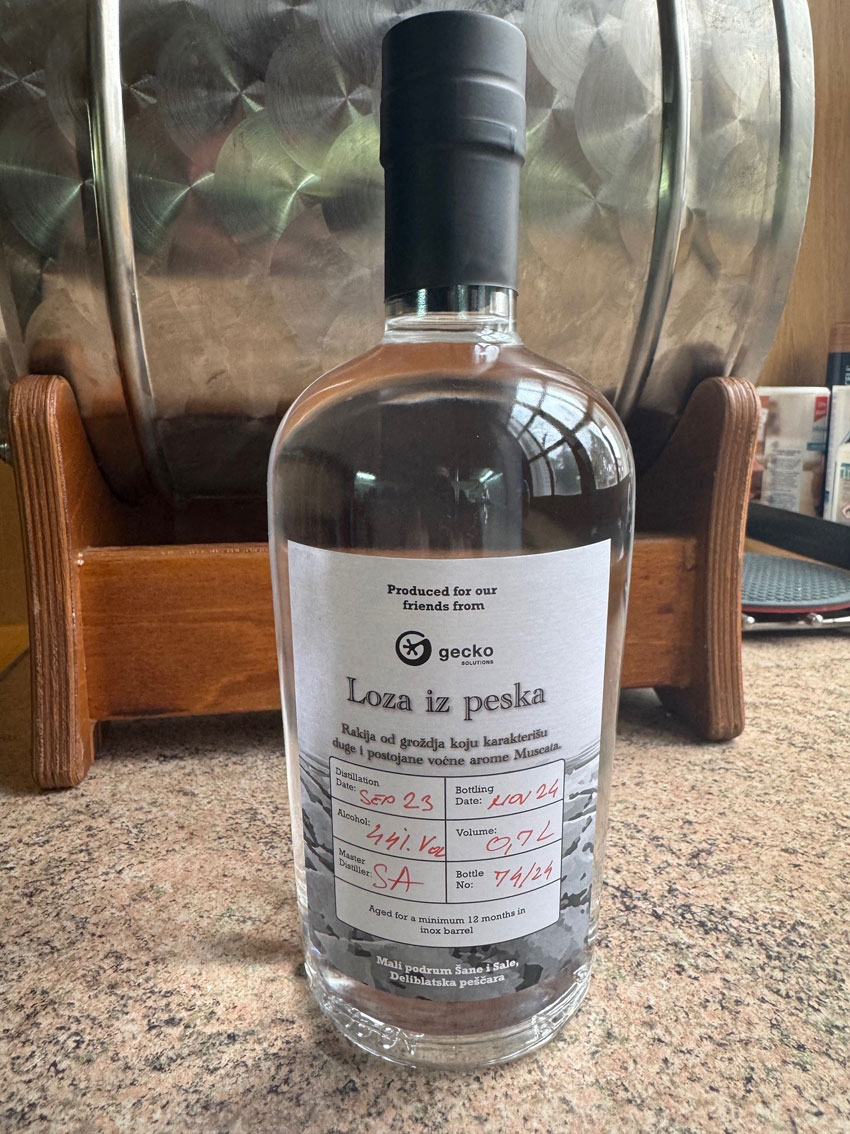 Produced for our
friends from
gecko
SOLUTIONS
Loza iz peska
Rakija od groždja koju karakterišu
duge i postojane voćne arome Muscata.
Distillation
Date: SEP 23
Bottling
Date: NOV 24
Alcohol: 44%. Vol
Volume: 0,7L
Master
Distiller: SA
Bottle
No: 74/24
Aged for a minimum 12 months in
inox barrel
Mali podrum Šane i Sale,
Deliblatska peščara